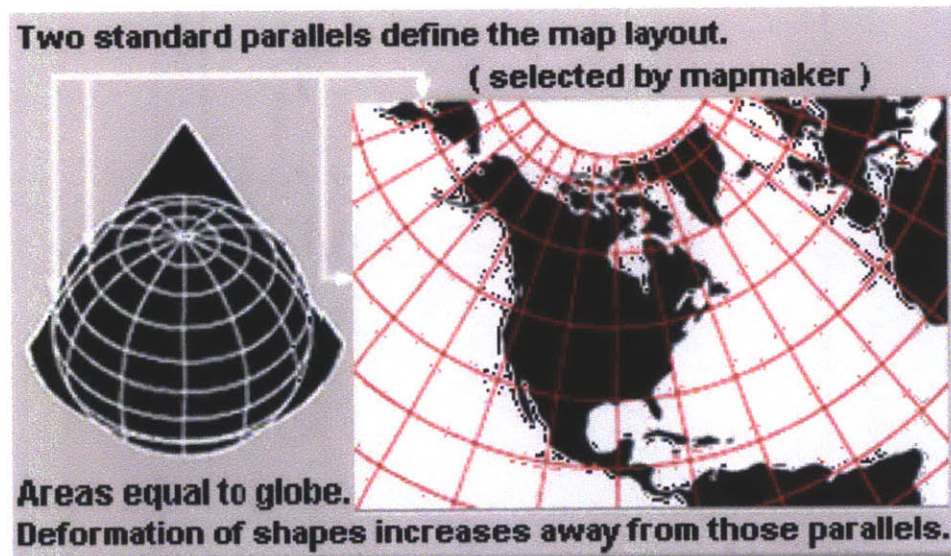 Two standard parallels define the map layout.
( selected by mapmaker )
Areas equal to globe.
Deformation of shapes increases away from those parallels.